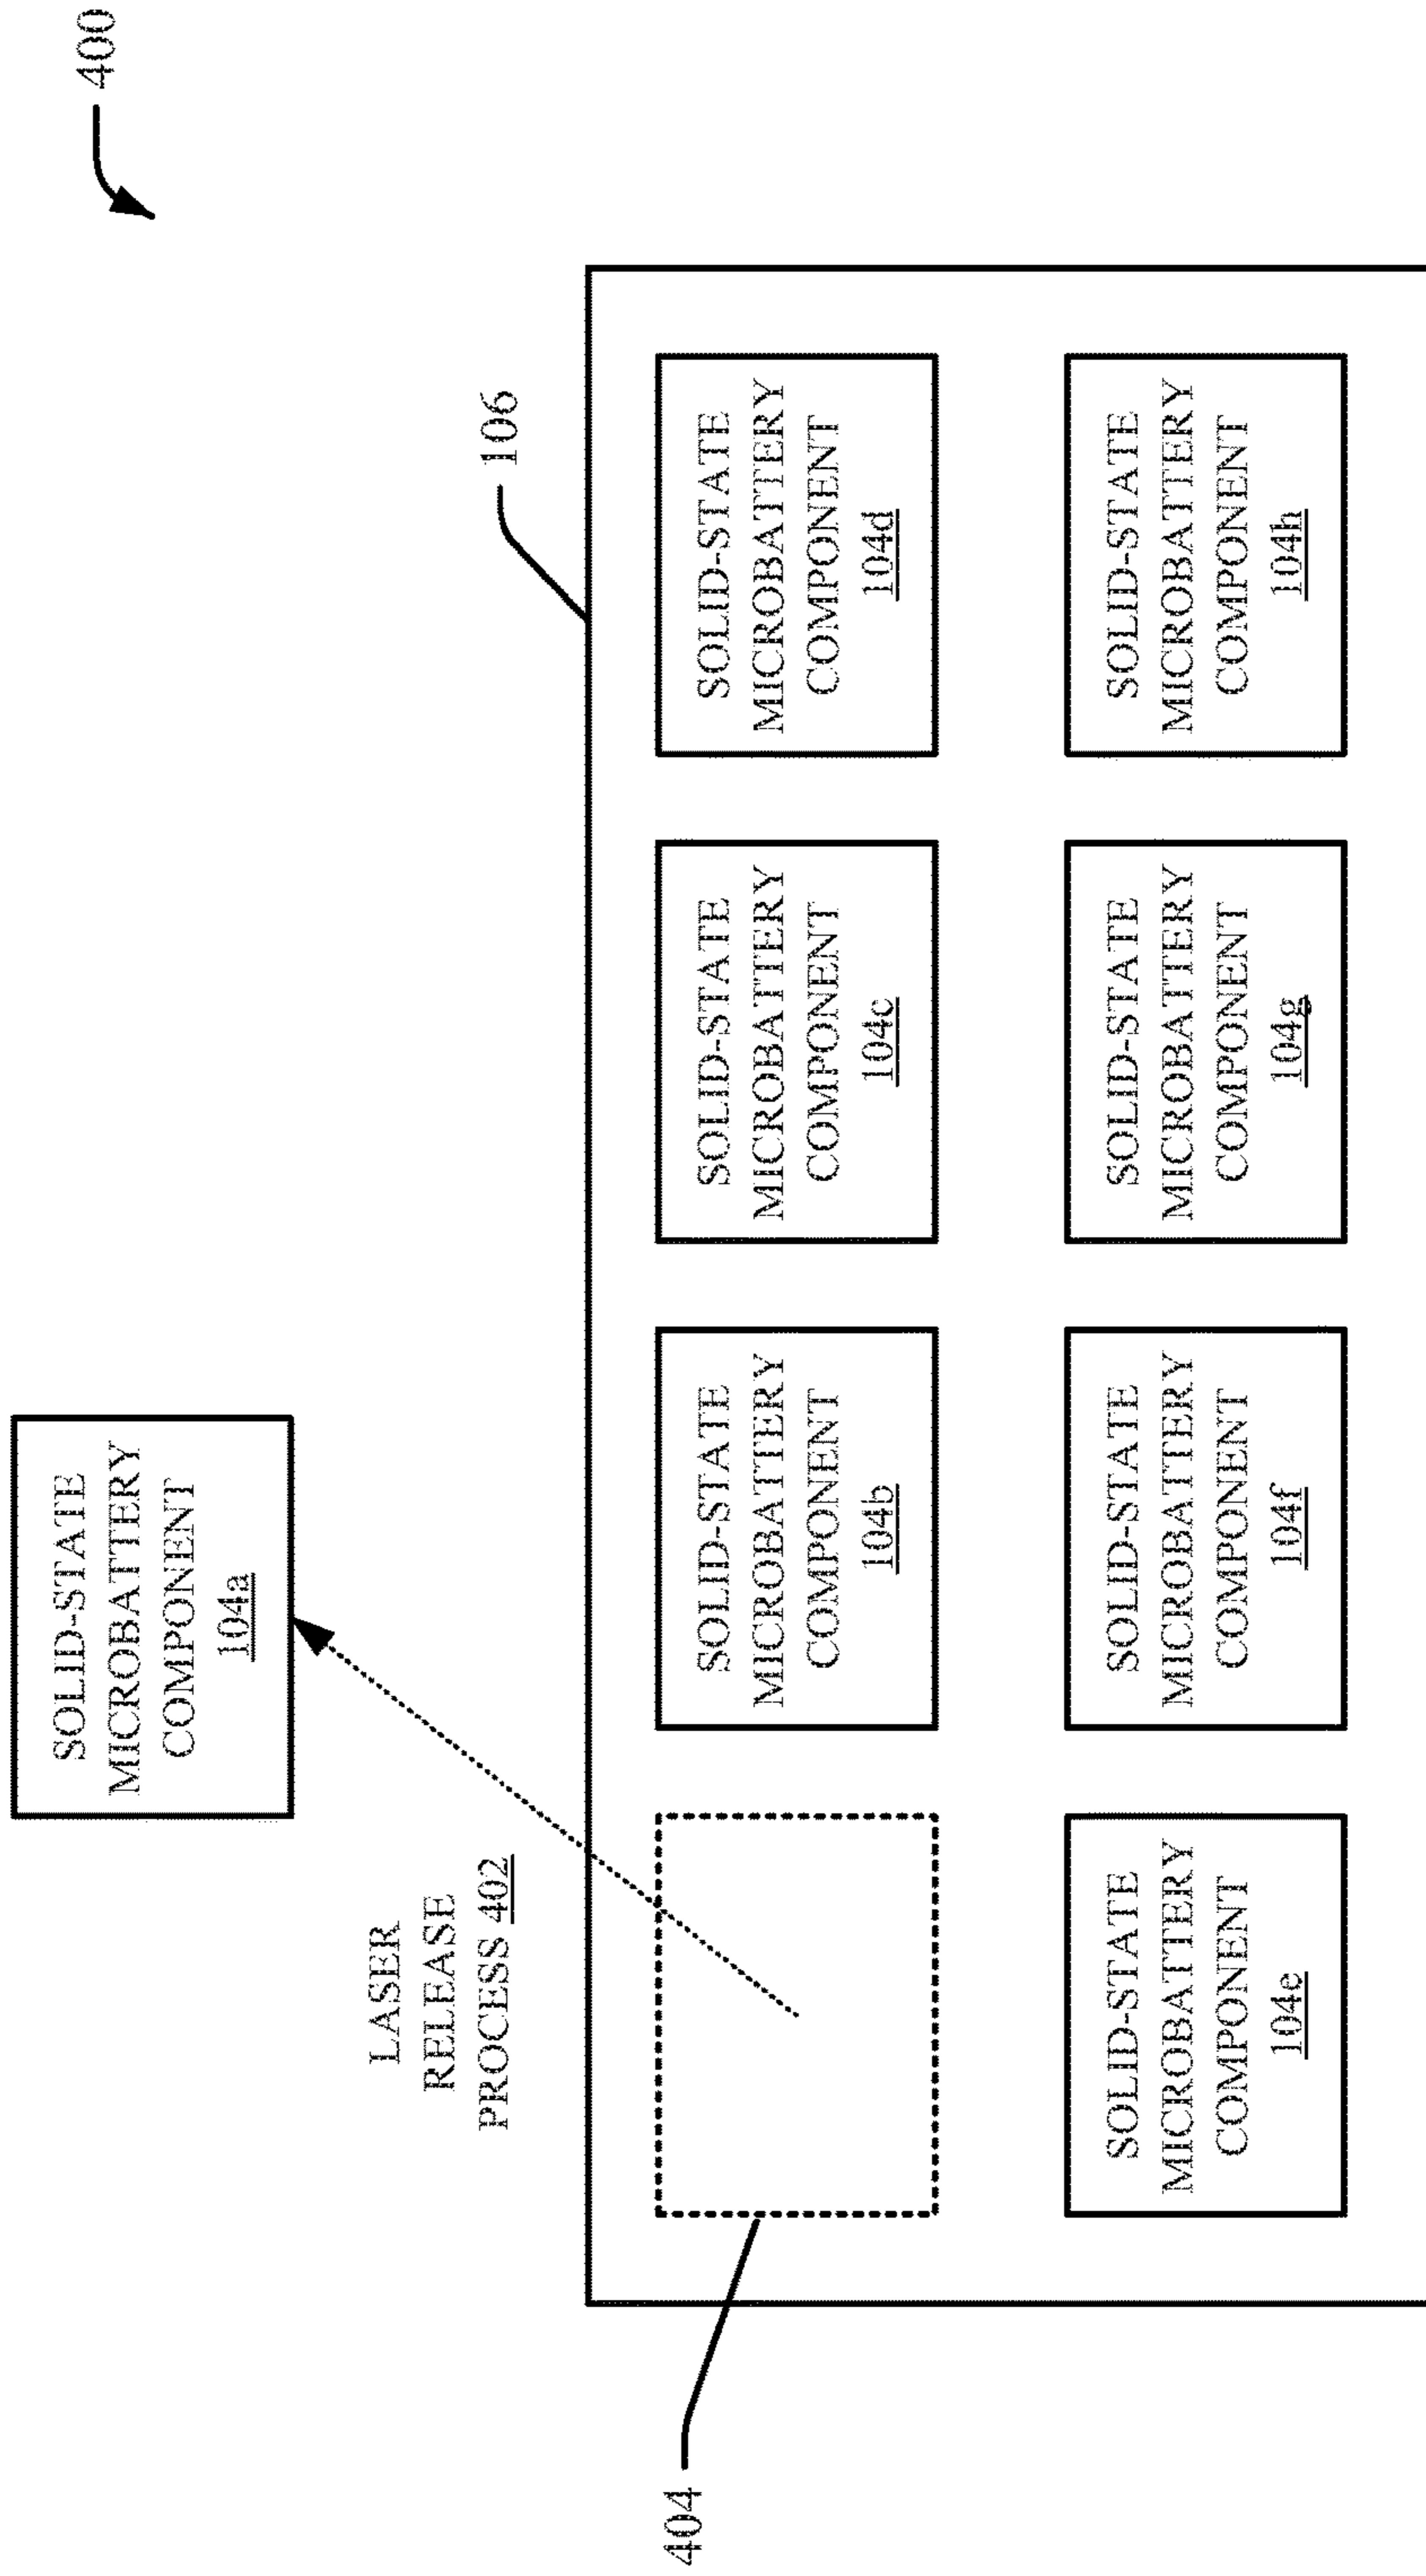 400
SOLID-STATE
MICROBATTERY
COMPONENT
104a
LASER
RELEASE
PROCESS 402
106
404
SOLID-STATE
MICROBATTERY
COMPONENT
104b
SOLID-STATE
MICROBATTERY
COMPONENT
104c
SOLID-STATE
MICROBATTERY
COMPONENT
104d
SOLID-STATE
MICROBATTERY
COMPONENT
104e
SOLID-STATE
MICROBATTERY
COMPONENT
104f
SOLID-STATE
MICROBATTERY
COMPONENT
104g
SOLID-STATE
MICROBATTERY
COMPONENT
104h